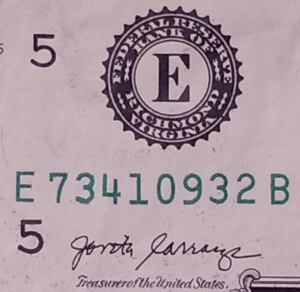 5
FEDERAL RESERVE
BANK OF
E
RICHMOND
VIRGINIA
E 73410932 B
5
Treasurer of the United States.